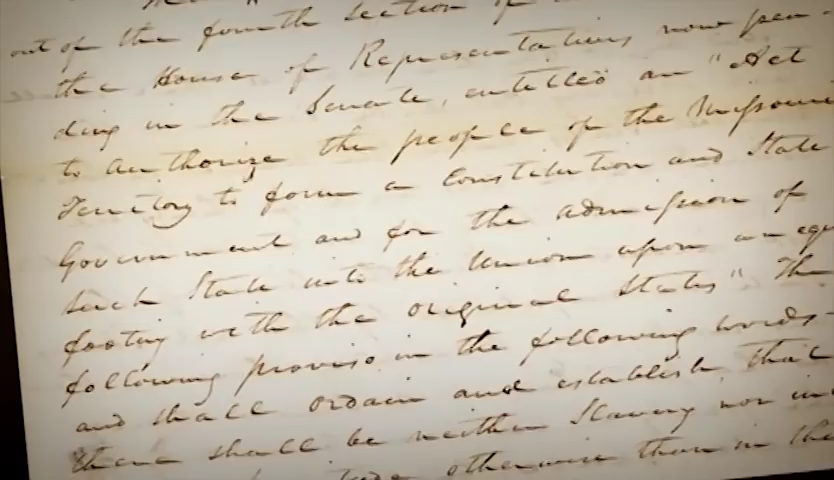 out of the fourth section of
the House of Representatives now pen-
ding in the Senate, entitled an "Act
to authorize the people of the Missouri
Territory to form a Constitution and State
Government and for the admission of
such State into the Union upon an equ
footing with the original States" The
following proviso in the following words-
and shall ordain and establish, that
there shall be neither Slavery nor in
otherwise than in the